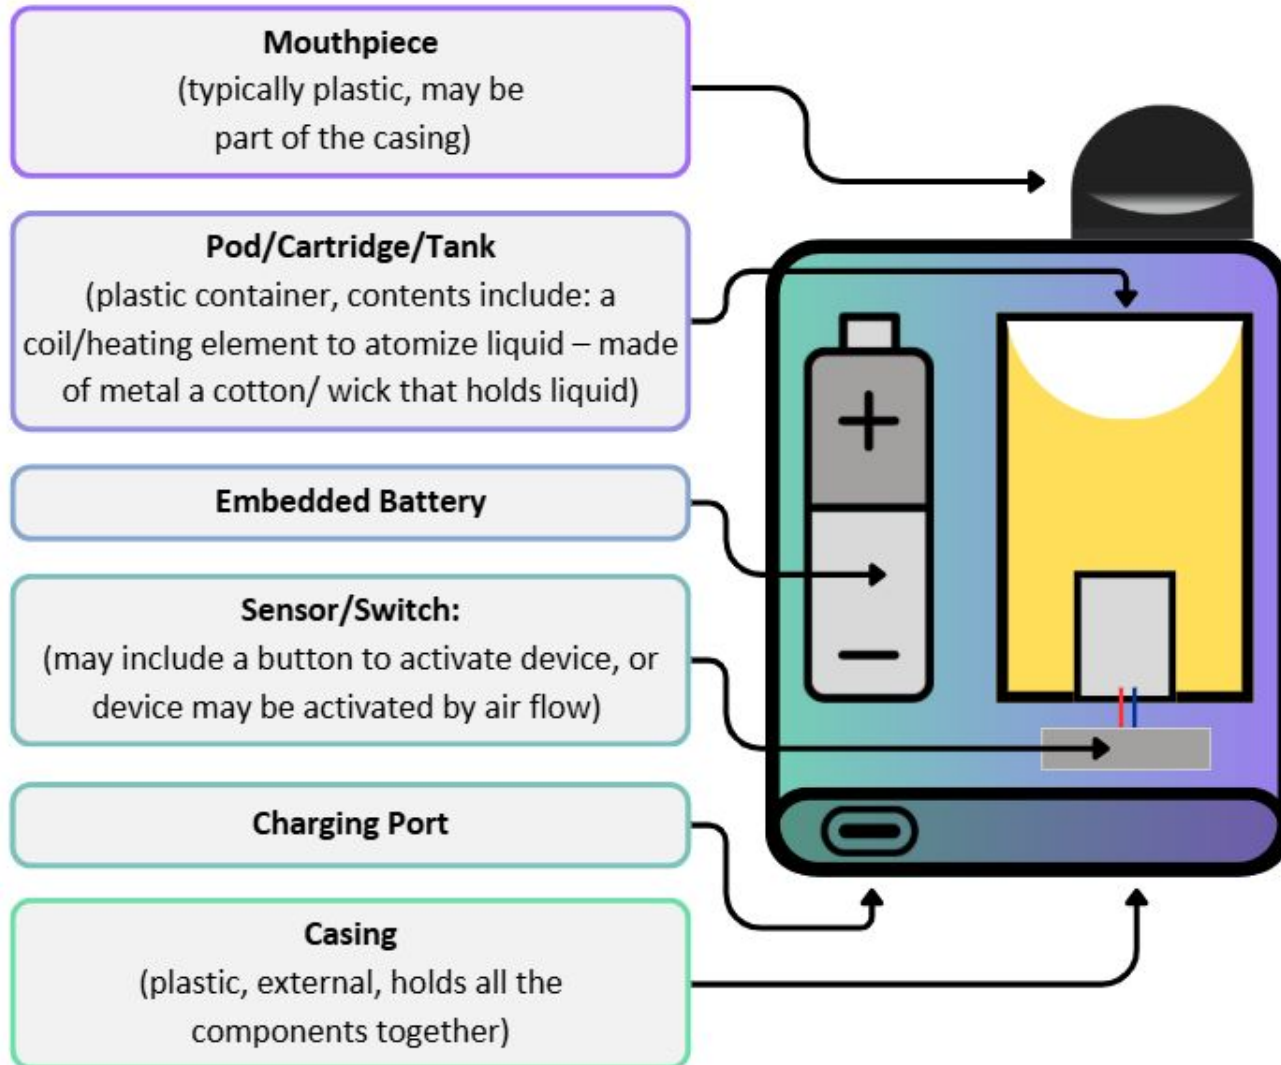 Mouthpiece
(typically plastic, may be
part of the casing)
Pod/Cartridge/Tank
(plastic container, contents include: a
coil/heating element to atomize liquid – made
of metal a cotton/ wick that holds liquid)
Embedded Battery
Sensor/Switch:
(may include a button to activate device, or
device may be activated by air flow)
Charging Port
Casing
(plastic, external, holds all the
components together)